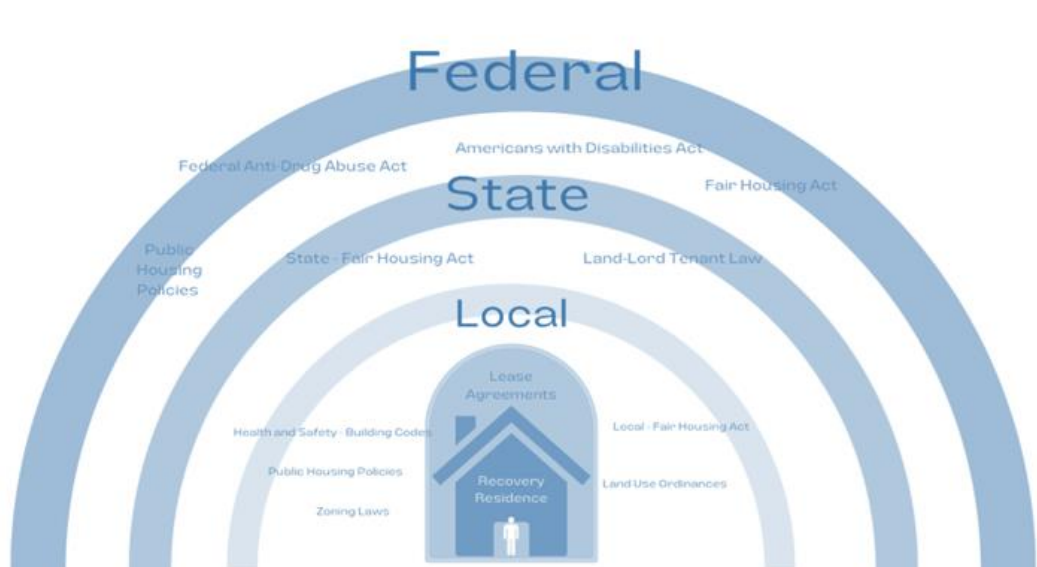 Federal
Americans with Disabilities Act
Federal Anti-Drug Abuse Act
Fair Housing Act
State
Public
Housing
Policies
State - Fair Housing Act
Land-Lord Tenant Law
Local
Lease
Agreements
Health and Safety - Building Codes
Local - Fair Housing Act
Public Housing Policies
Recovery
Residence
Land Use Ordinances
Zoning Laws